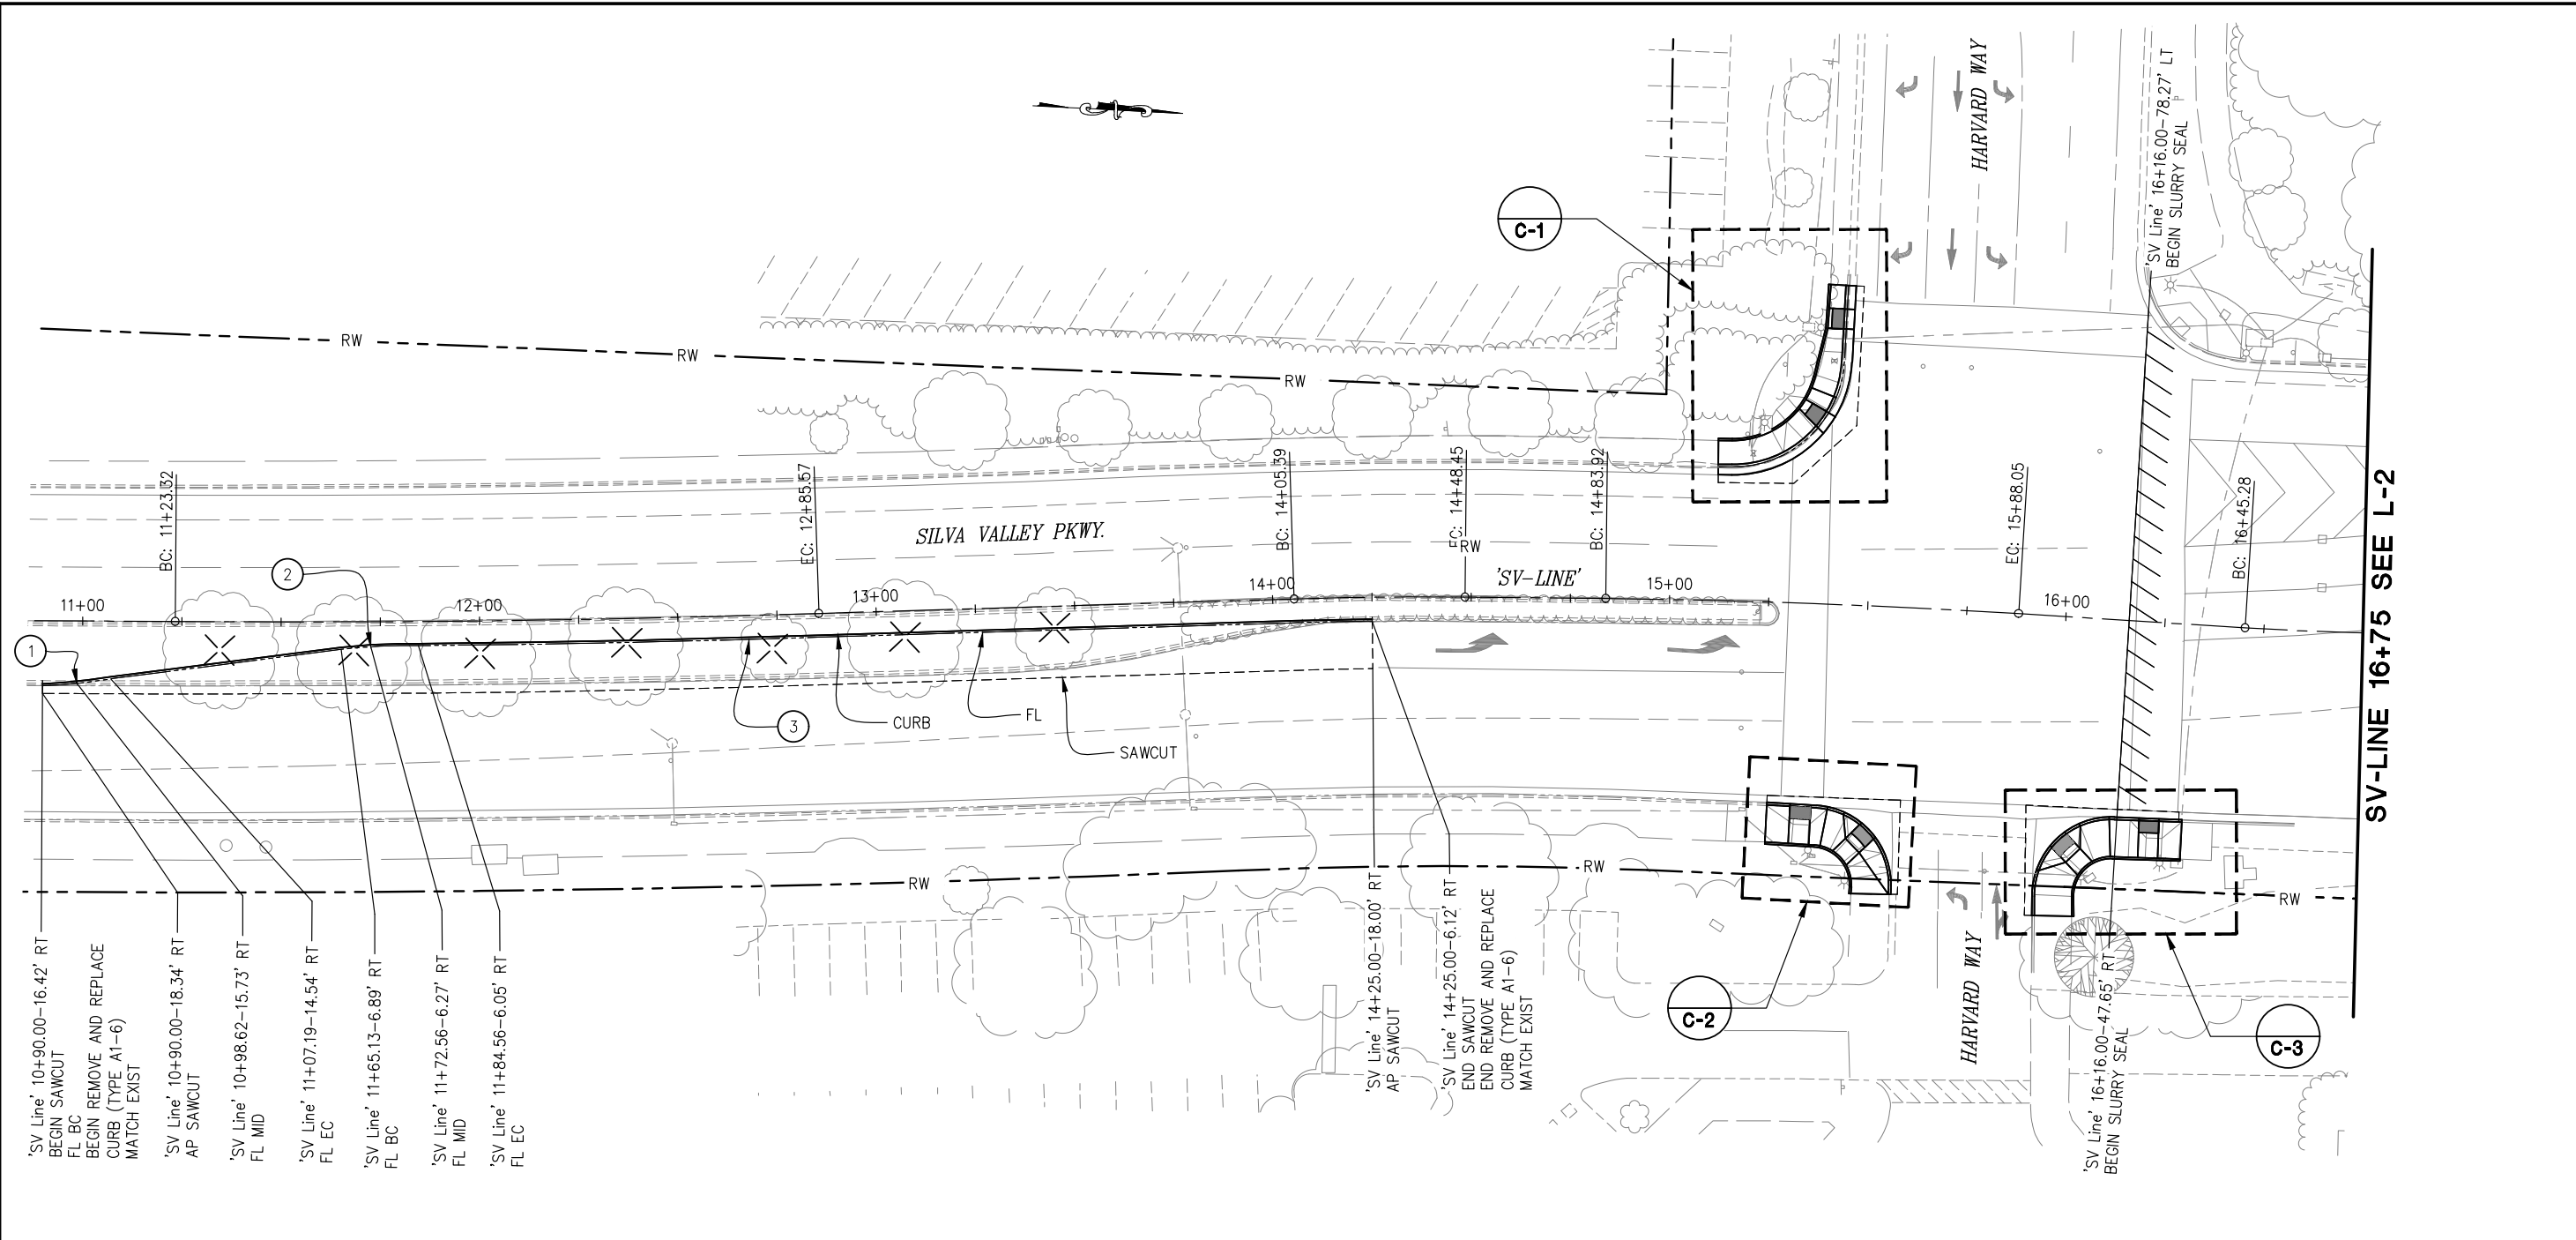 HARVARD WAY
'SV Line' 16+16.00-78.27' LT
BEGIN SLURRY SEAL
C-1
RW
RW
RW
BC: 11+23.32
EC: 12+85.57
BC: 14+05.39
EC: 14+48.45
RW
BC: 14+83.92
EC: 15+88.05
BC: 16+45.28
SILVA VALLEY PKWY.
'SV-LINE'
11+00
12+00
13+00
14+00
15+00
16+00
1
2
3
CURB
FL
SAWCUT
SV-LINE 16+75 SEE L-2
RW
RW
RW
'SV Line' 10+90.00-16.42' RT
BEGIN SAWCUT
FL BC
BEGIN REMOVE AND REPLACE
CURB (TYPE A1-6)
MATCH EXIST
'SV Line' 10+90.00-18.34' RT
AP SAWCUT
'SV Line' 10+98.62-15.73' RT
FL MID
'SV Line' 11+07.19-14.54' RT
FL EC
'SV Line' 11+65.13-6.89' RT
FL BC
'SV Line' 11+72.56-6.27' RT
FL MID
'SV Line' 11+84.56-6.05' RT
FL EC
'SV Line' 14+25.00-18.00' RT
AP SAWCUT
'SV Line' 14+25.00-6.12' RT
END SAWCUT
END REMOVE AND REPLACE
CURB (TYPE A1-6)
MATCH EXIST
C-2
HARVARD WAY
'SV Line' 16+16.00-47.65' RT
BEGIN SLURRY SEAL
C-3